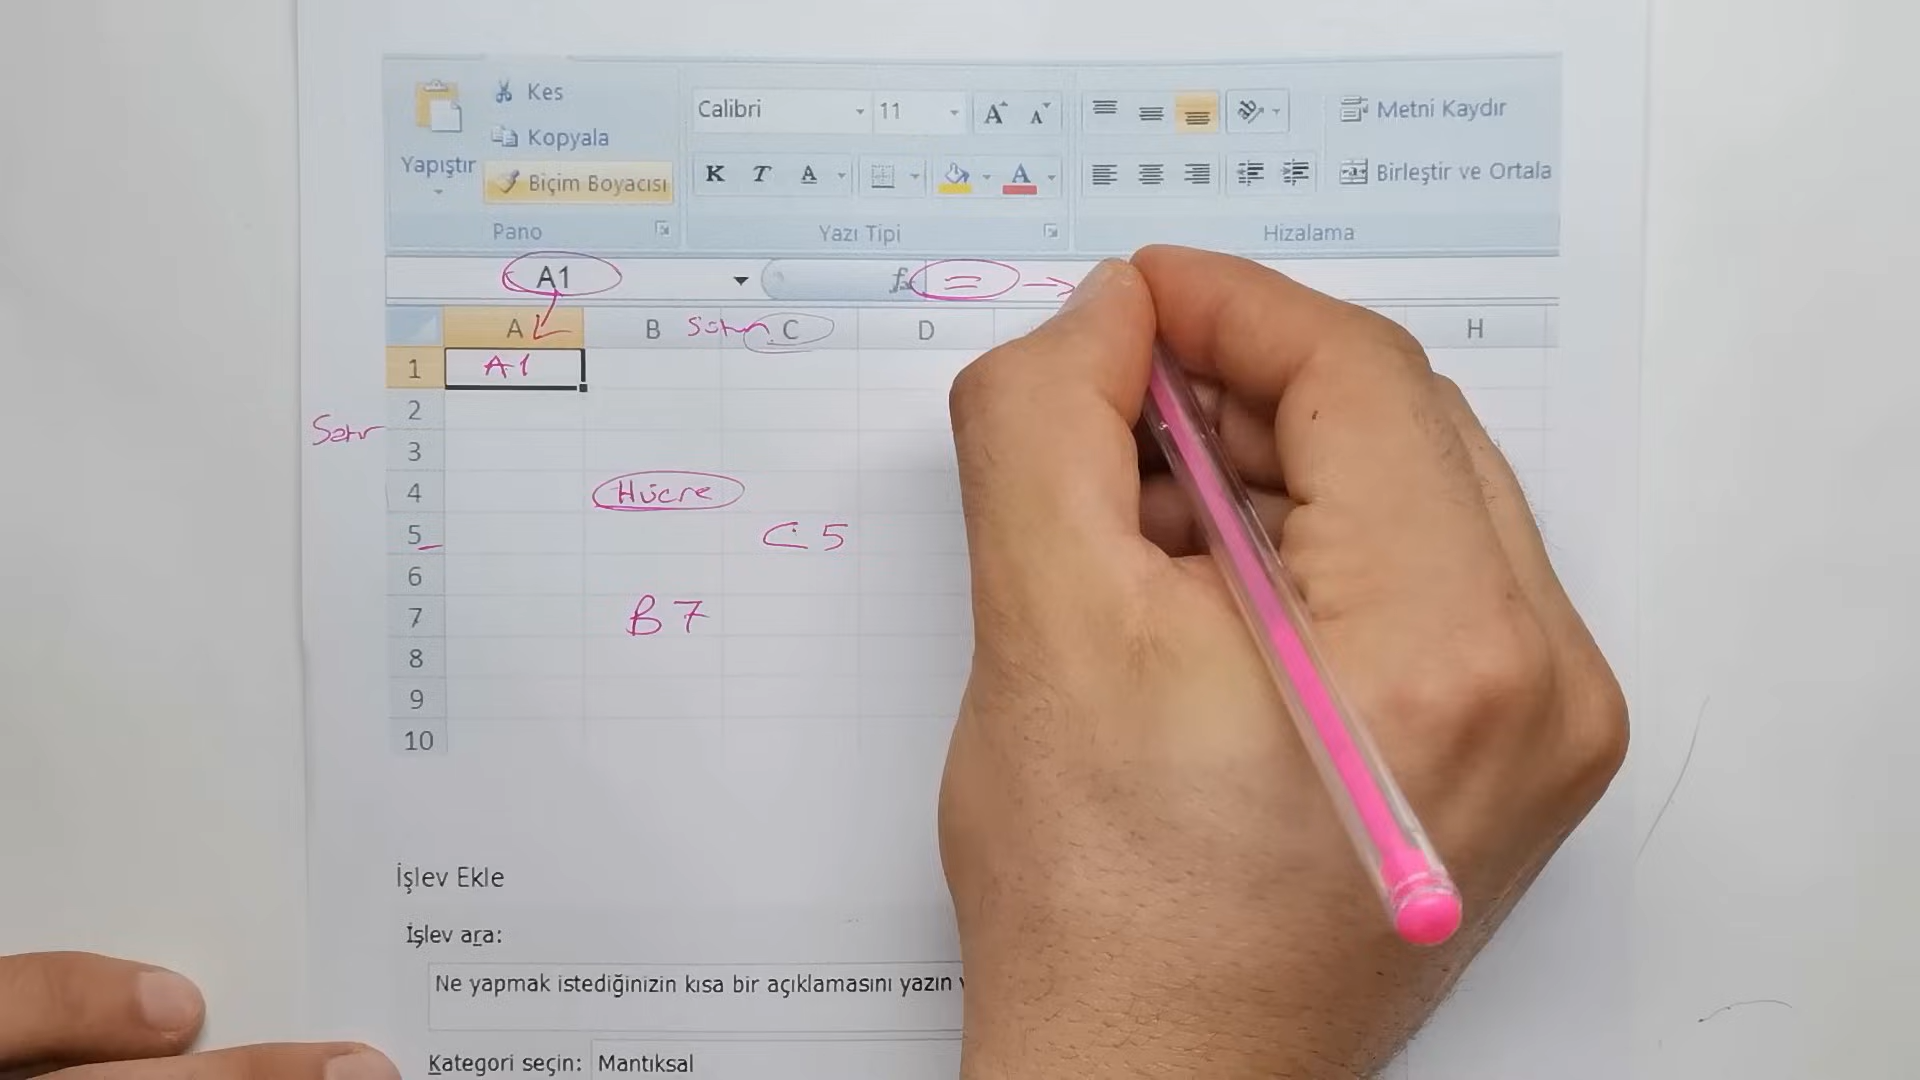 Kes
Calibri 11 A A Metni Kaydır
Kopyala
Yapıştır
Biçim Boyacısı K T A A Birleştir ve Ortala
Pano Yazı Tipi Hizalama
A1 fx = →
A B Sütun C D H
1 A1
2
Satır
3
4 Hücre
5 C5
6
7 B7
8
9
10
İşlev Ekle
İşlev ara:
Ne yapmak istediğinizin kısa bir açıklamasını yazın
Kategori seçin: Mantıksal